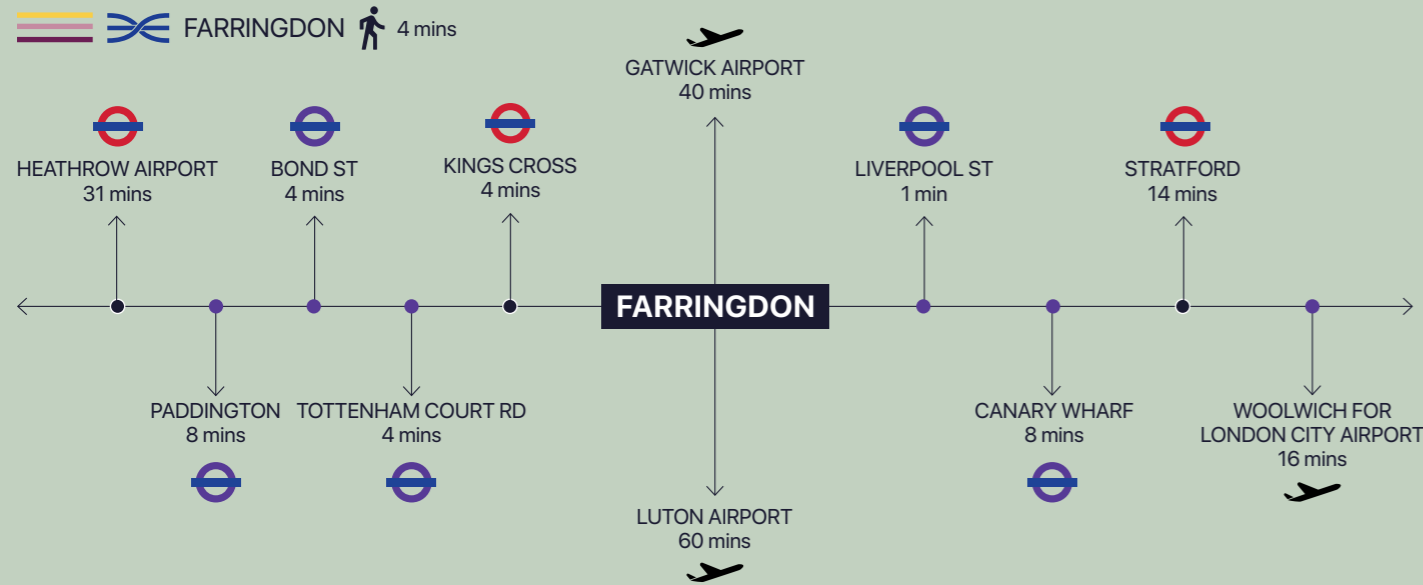 FARRINGDON 4 mins
GATWICK AIRPORT
40 mins
HEATHROW AIRPORT
31 mins
BOND ST
4 mins
KINGS CROSS
4 mins
LIVERPOOL ST
1 min
STRATFORD
14 mins
FARRINGDON
PADDINGTON
8 mins
TOTTENHAM COURT RD
4 mins
CANARY WHARF
8 mins
WOOLWICH FOR
LONDON CITY AIRPORT
16 mins
LUTON AIRPORT
60 mins